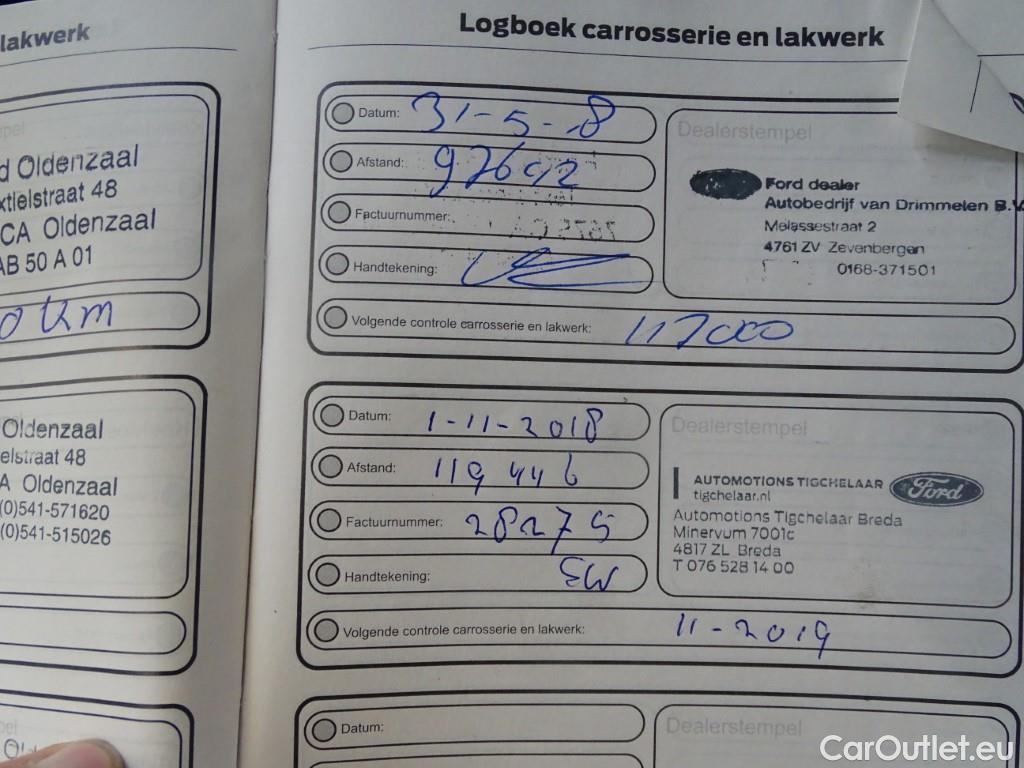 lakwerk
d Oldenzaal
xtielstraat 48
CA Oldenzaal
AB 50 A 01
0 km
Oldenzaal
elstraat 48
A Oldenzaal
(0)541-571620
(0)541-515026
Logboek carrosserie en lakwerk
Datum: 31-5-18
Afstand: 97692
Factuurnummer:
Handtekening:
Volgende controle carrosserie en lakwerk: 117000
Dealerstempel
Ford dealer
Autobedrijf van Drimmelen B.V
Melassestraat 2
4761 ZV Zevenbergen
0168-371501
Datum: 1-11-2018
Afstand: 119446
Factuurnummer: 28275
Handtekening:
Volgende controle carrosserie en lakwerk: 11-2019
Dealerstempel
AUTOMOTIONS TIGCHELAAR Ford
tigchelaar.nl
Automotions Tigchelaar Breda
Minervum 7001c
4817 ZL Breda
T 076 528 14 00
Datum:
Dealerstempel
CarOutlet.eu